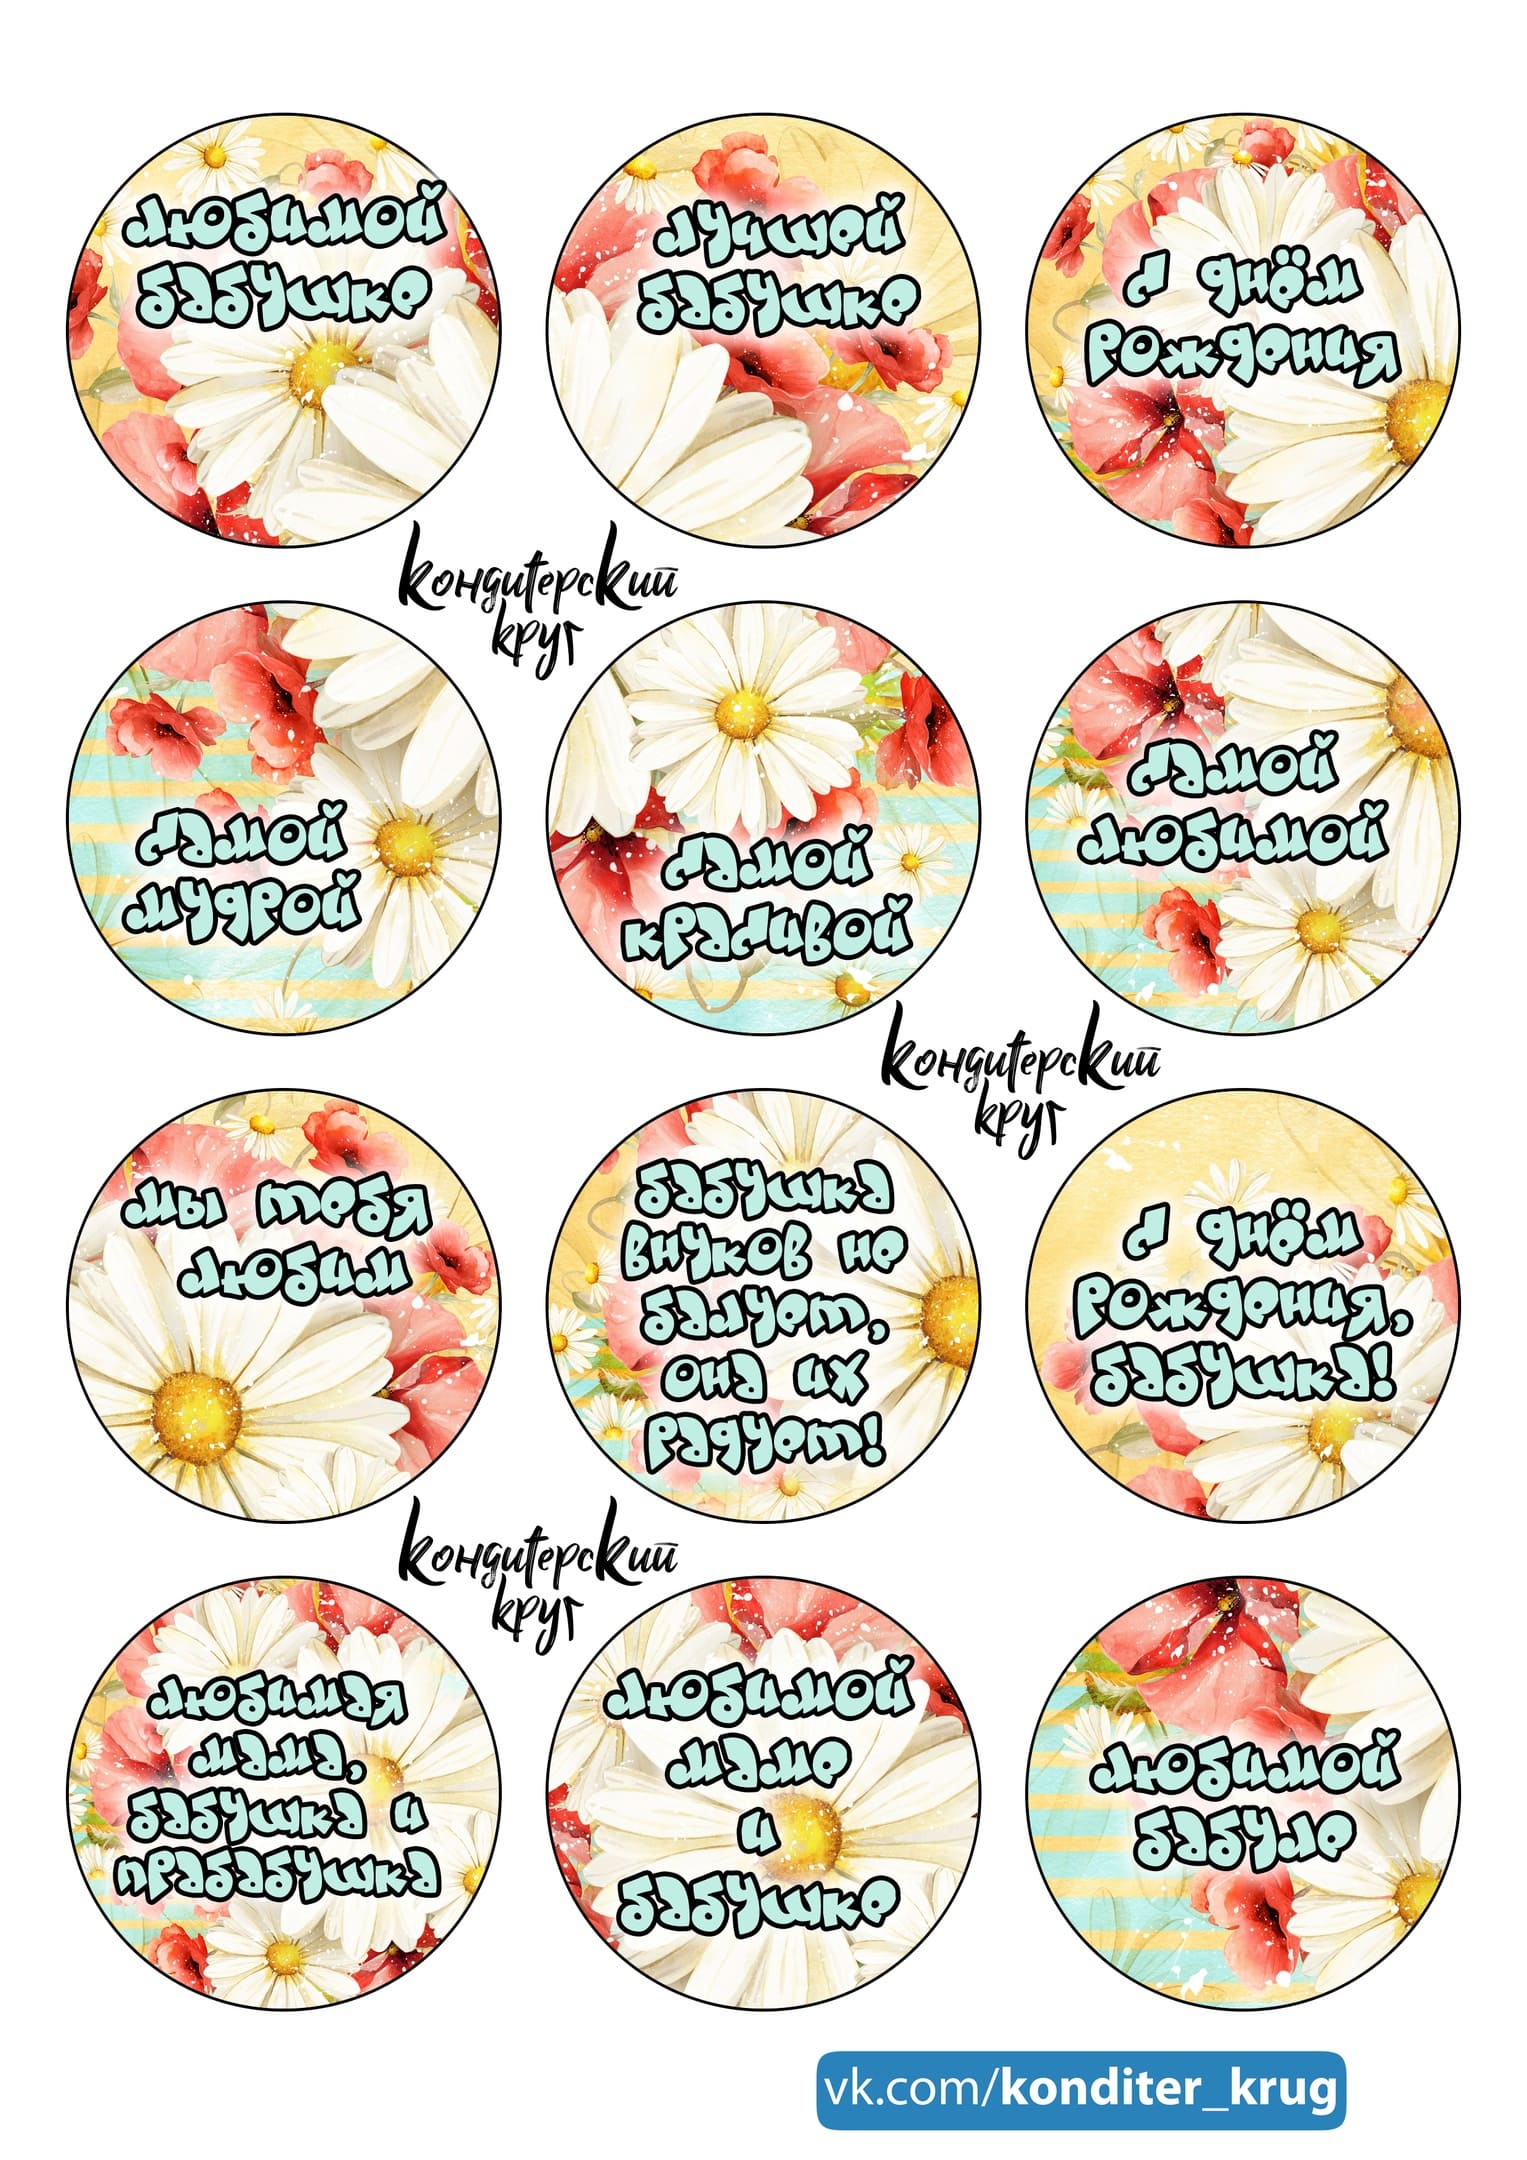 любимой
бабушке
лучшей
бабушке
с днём
рождения
Кондитерский
круг
самой
мудрой
самой
красивой
самой
любимой
Кондитерский
круг
мы тебя
любим
бабушка
внуков не
балует,
она их
радует!
с днём
рождения,
бабушка!
Кондитерский
круг
любимая
мама,
бабушка и
прабабушка
любимой
маме
и
бабушке
любимой
бабуле
vk.com/konditer_krug